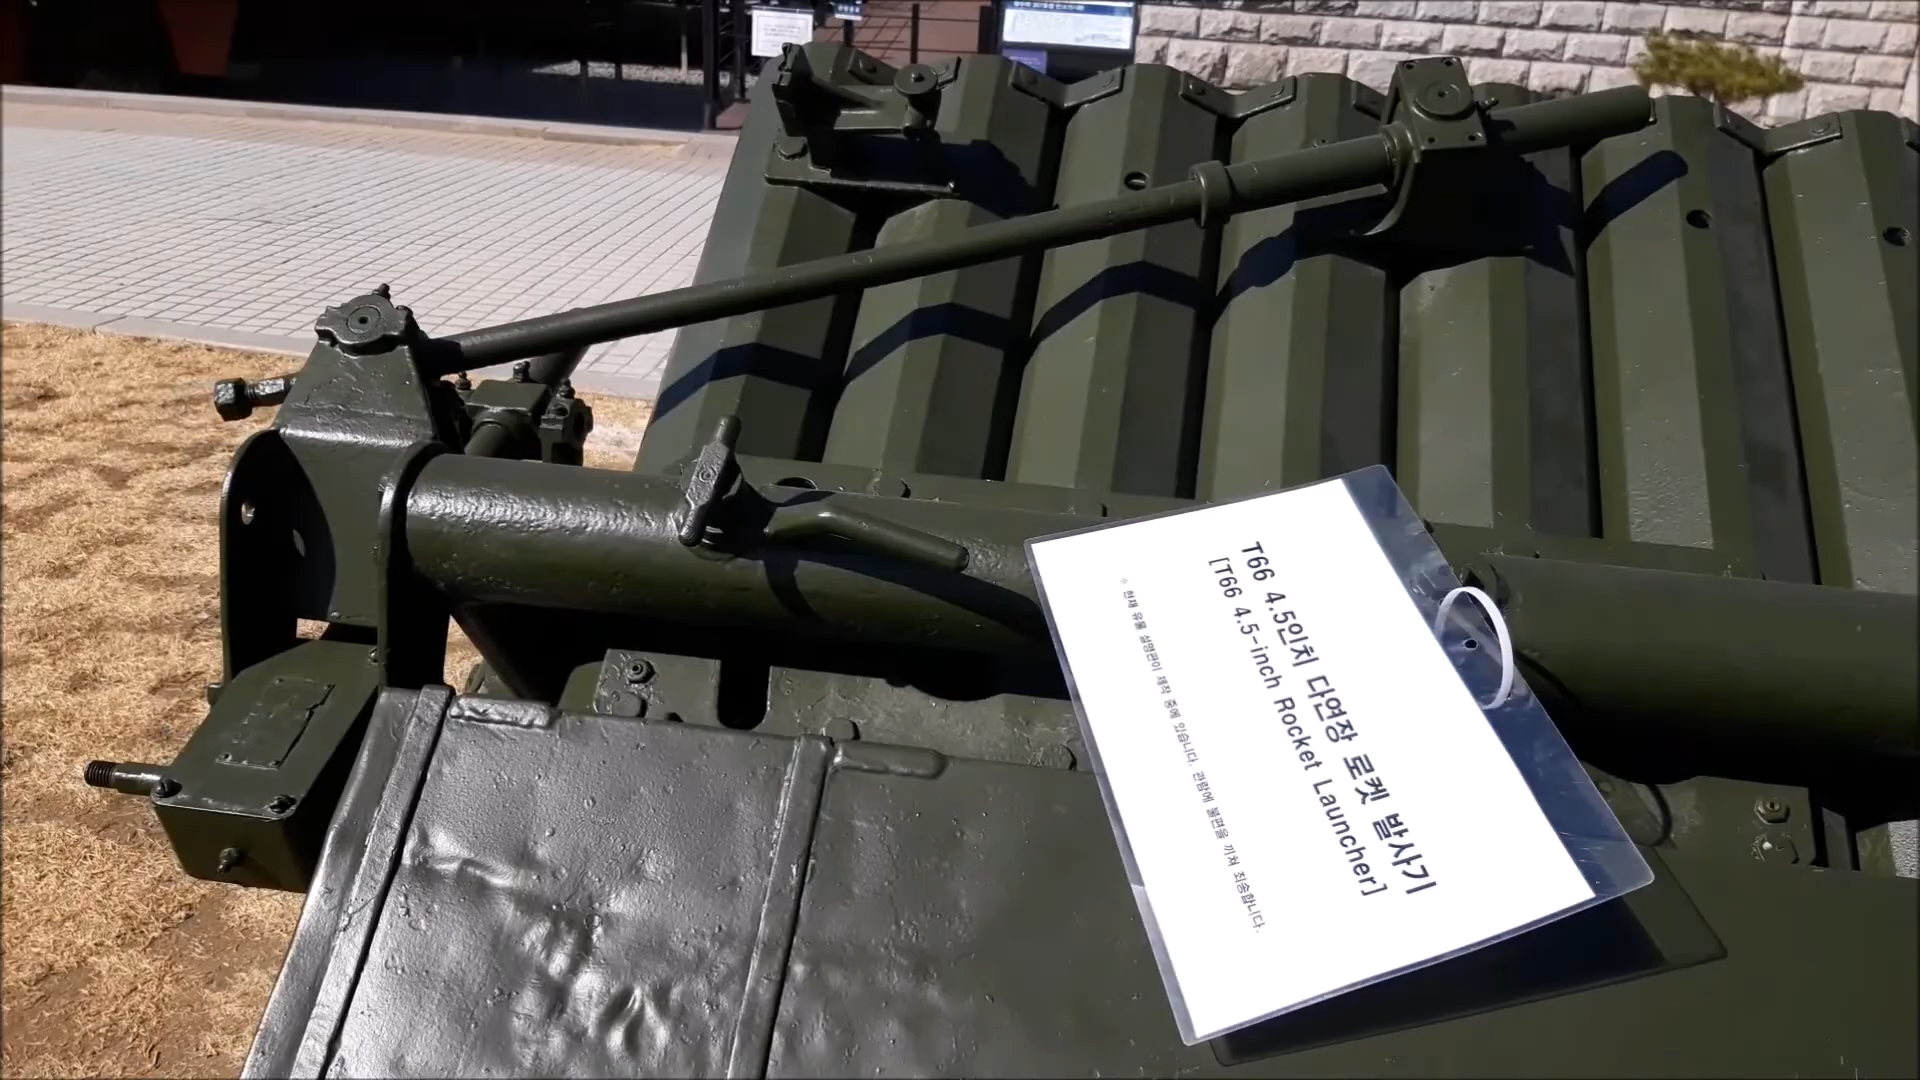 T66 4.5인치 다연장 로켓 발사기
[T66 4.5-inch Rocket Launcher]
※ 현재 유물 설명판이 제작 중에 있습니다. 관람에 불편을 끼쳐 죄송합니다.